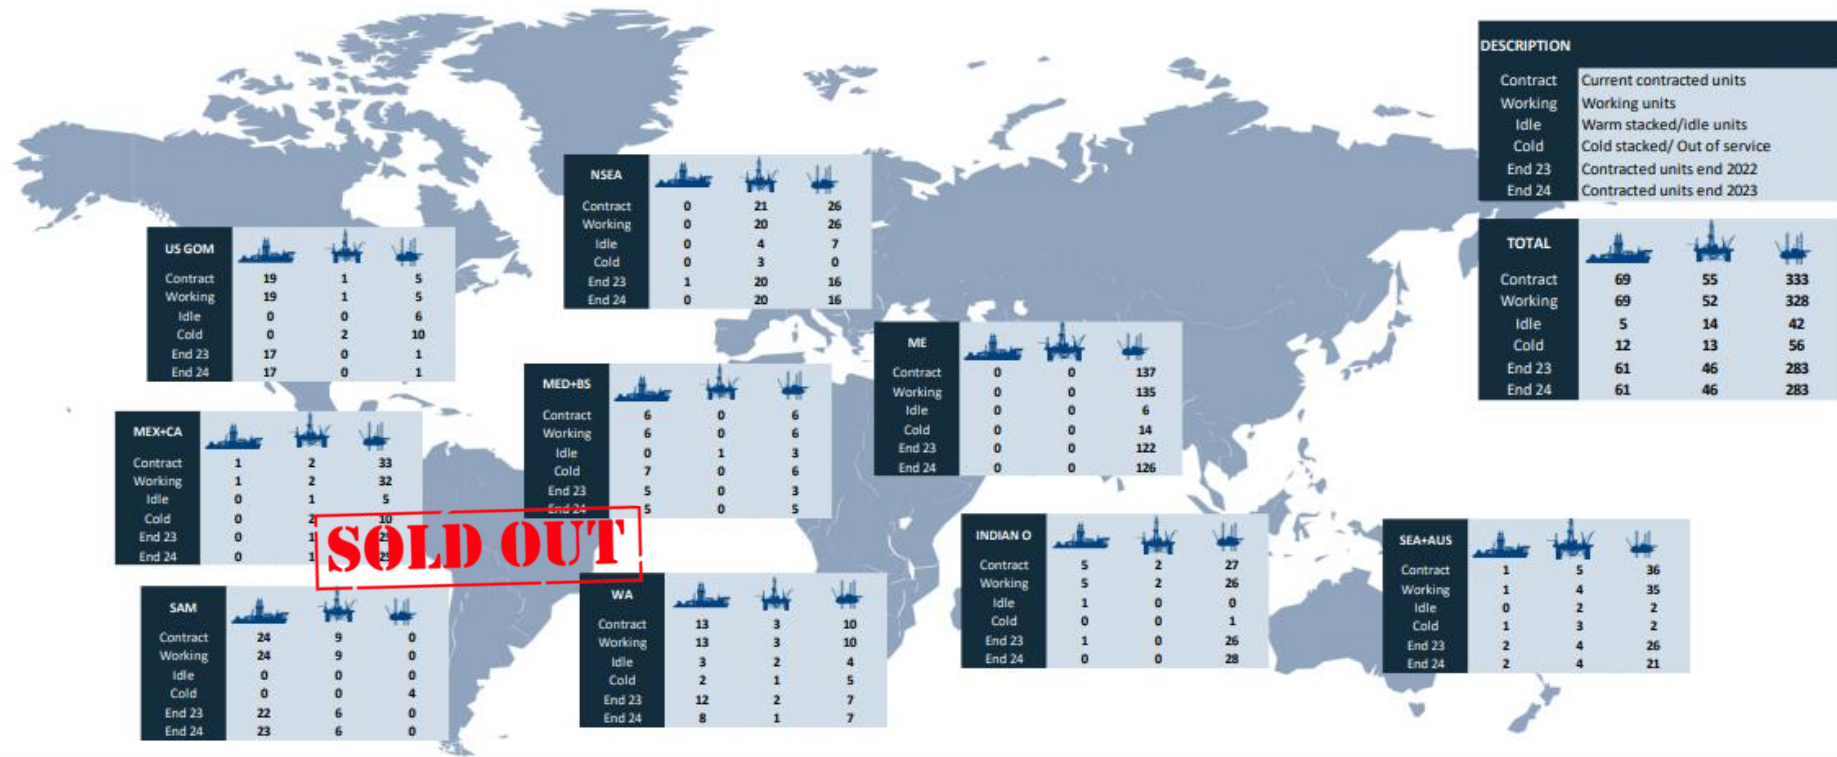 DESCRIPTION
Contract Current contracted units
Working Working units
Idle Warm stacked/idle units
Cold Cold stacked/ Out of service
End 23 Contracted units end 2022
End 24 Contracted units end 2023
NSEA
Contract 0 21 26
Working 0 20 26
Idle 0 4 7
Cold 0 3 0
End 23 1 20 16
End 24 0 20 16
US GOM
Contract 19 1 5
Working 19 1 5
Idle 0 0 6
Cold 0 2 10
End 23 17 0 1
End 24 17 0 1
TOTAL
Contract 69 55 333
Working 69 52 328
Idle 5 14 42
Cold 12 13 56
End 23 61 46 283
End 24 61 46 283
ME
Contract 0 0 137
Working 0 0 135
Idle 0 0 6
Cold 0 0 14
End 23 0 0 122
End 24 0 0 126
MED+BS
Contract 6 0 6
Working 6 0 6
Idle 0 1 3
Cold 7 0 6
End 23 5 0 3
End 24 5 0 5
MEX+CA
Contract 1 2 33
Working 1 2 32
Idle 0 1 5
Cold 0 2 10
End 23 0 1
End 24 0 1
SOLD OUT
INDIAN O
Contract 5 2 27
Working 5 2 26
Idle 1 0 0
Cold 0 0 1
End 23 1 0 26
End 24 0 0 28
SEA+AUS
Contract 1 5 36
Working 1 4 35
Idle 0 2 2
Cold 1 3 2
End 23 2 4 26
End 24 2 4 21
SAM
Contract 24 9 0
Working 24 9 0
Idle 0 0 0
Cold 0 0 4
End 23 22 6 0
End 24 23 6 0
WA
Contract 13 3 10
Working 13 3 10
Idle 3 2 4
Cold 2 1 5
End 23 12 2 7
End 24 8 1 7